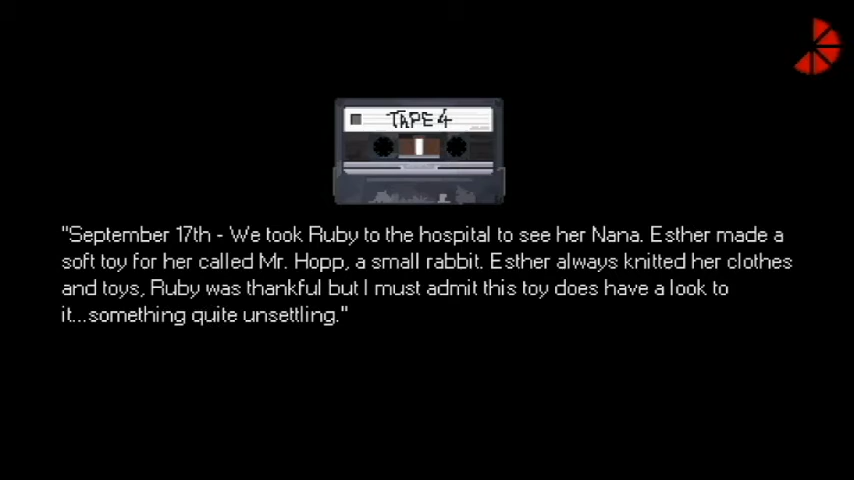 TAPE 4
"September 17th - We took Ruby to the hospital to see her Nana. Esther made a
soft toy for her called Mr. Hopp, a small rabbit. Esther always knitted her clothes
and toys, Ruby was thankful but I must admit this toy does have a look to
it...something quite unsettling."